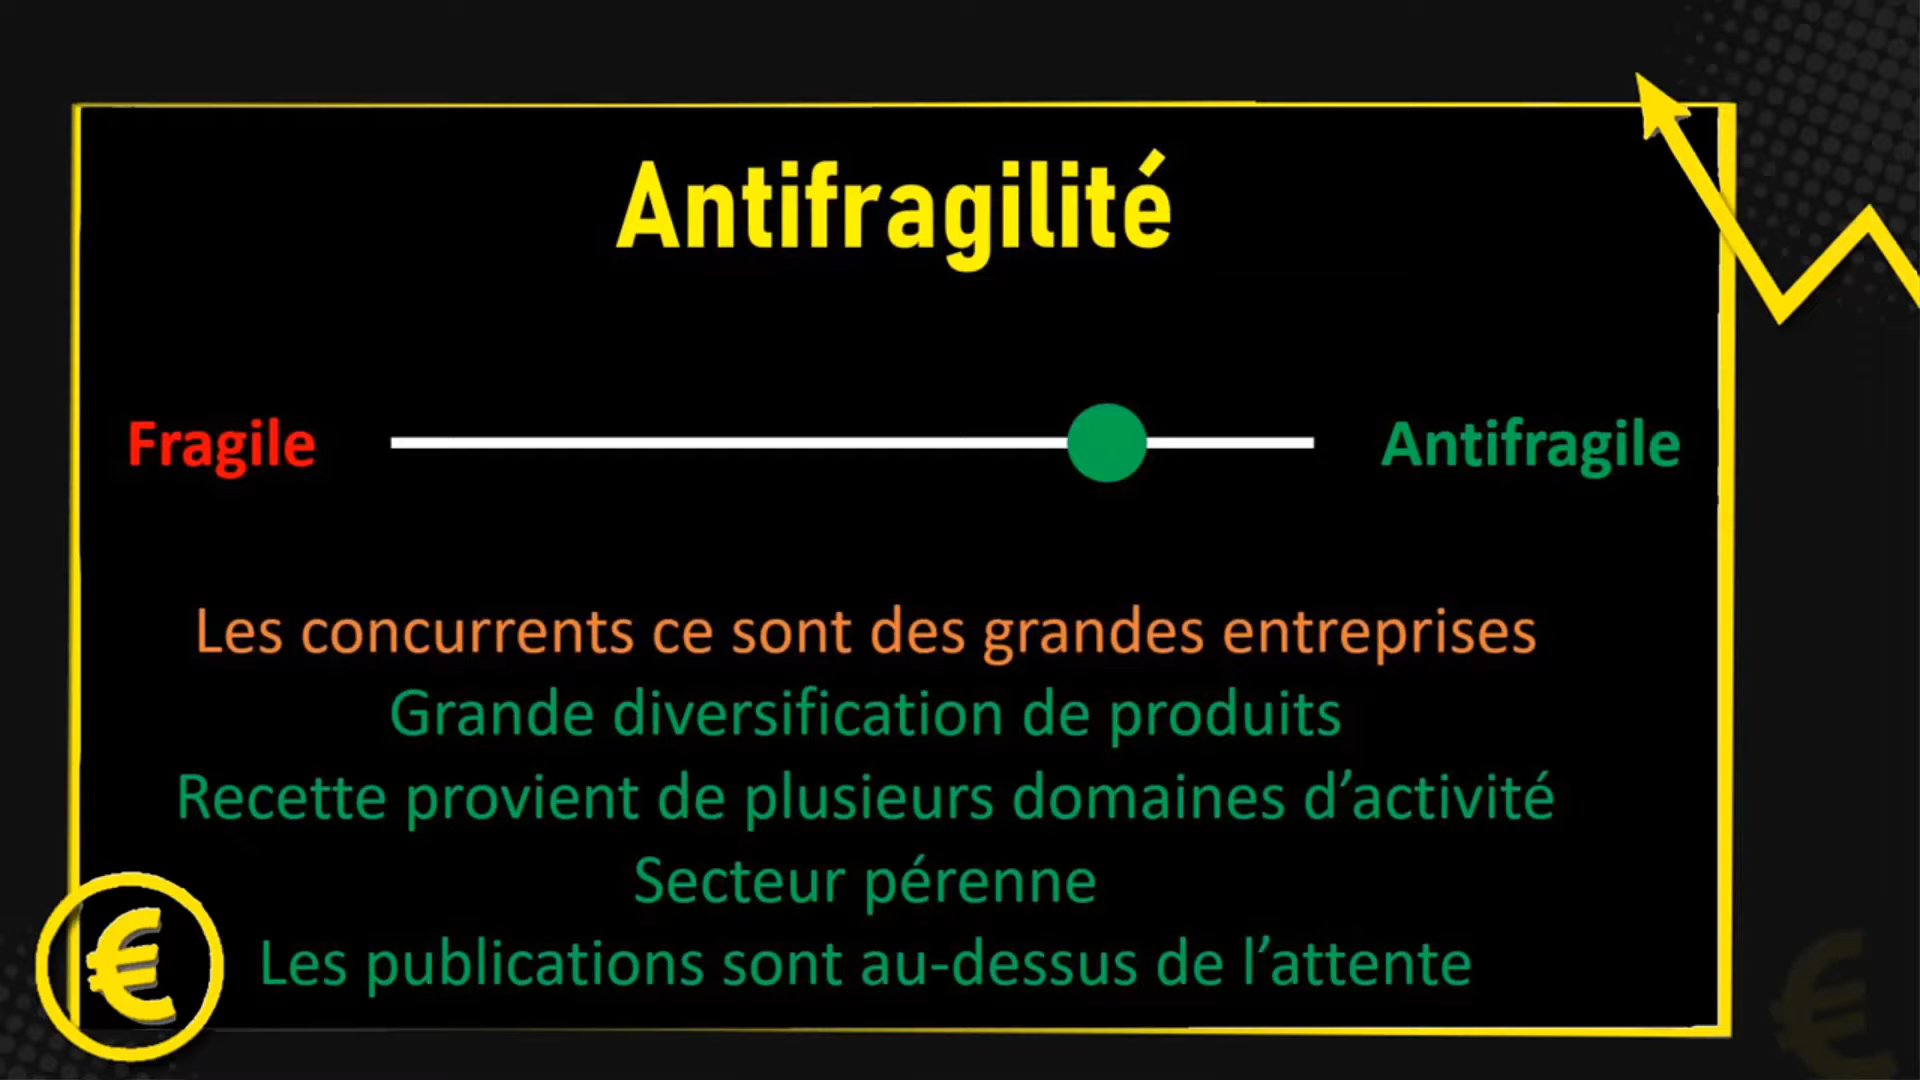 Antifragilité
Fragile
Antifragile
Les concurrents ce sont des grandes entreprises
Grande diversification de produits
Recette provient de plusieurs domaines d’activité
Secteur pérenne
Les publications sont au-dessus de l’attente
€
€